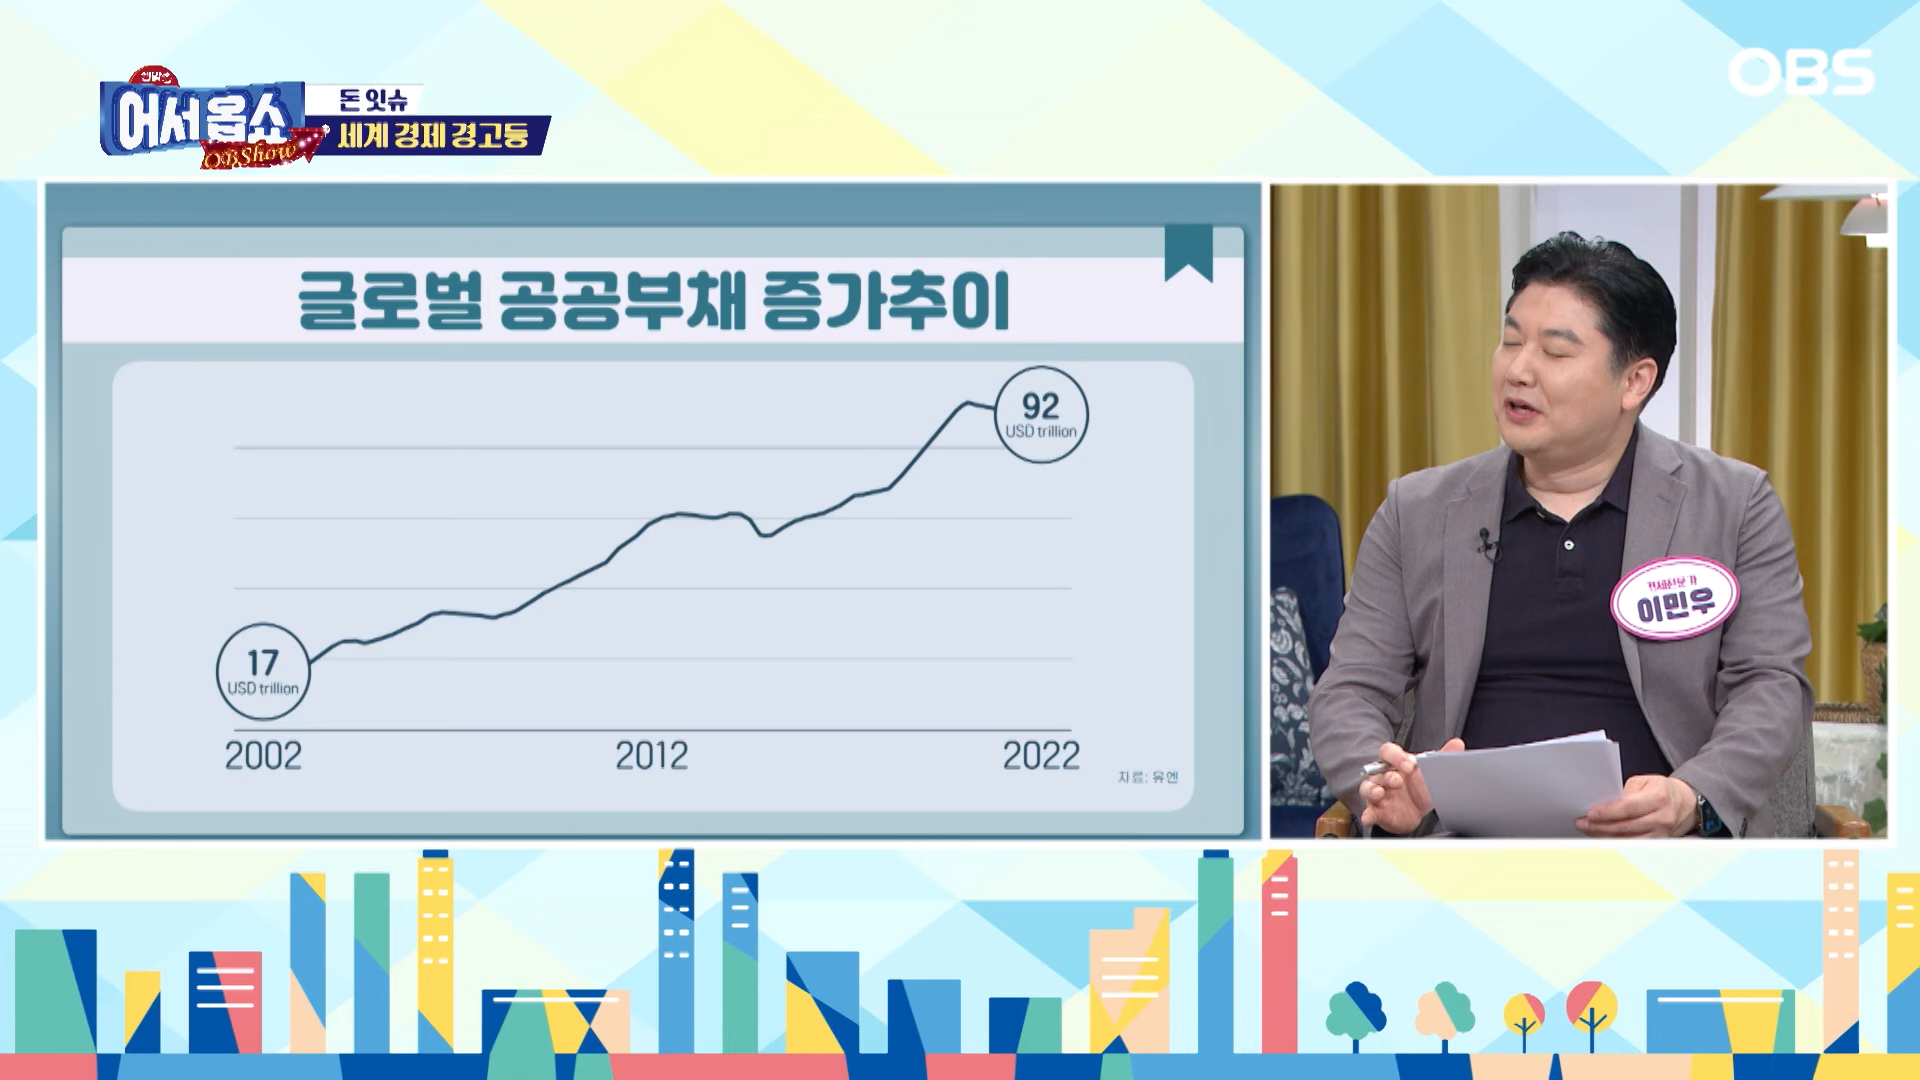 어서옵쇼
OBShow
돈 잇슈
세계 경제 경고등
OBS
글로벌 공공부채 증가추이
92
USD trillion
17
USD trillion
2002
2012
2022
자료: 유엔
이민우